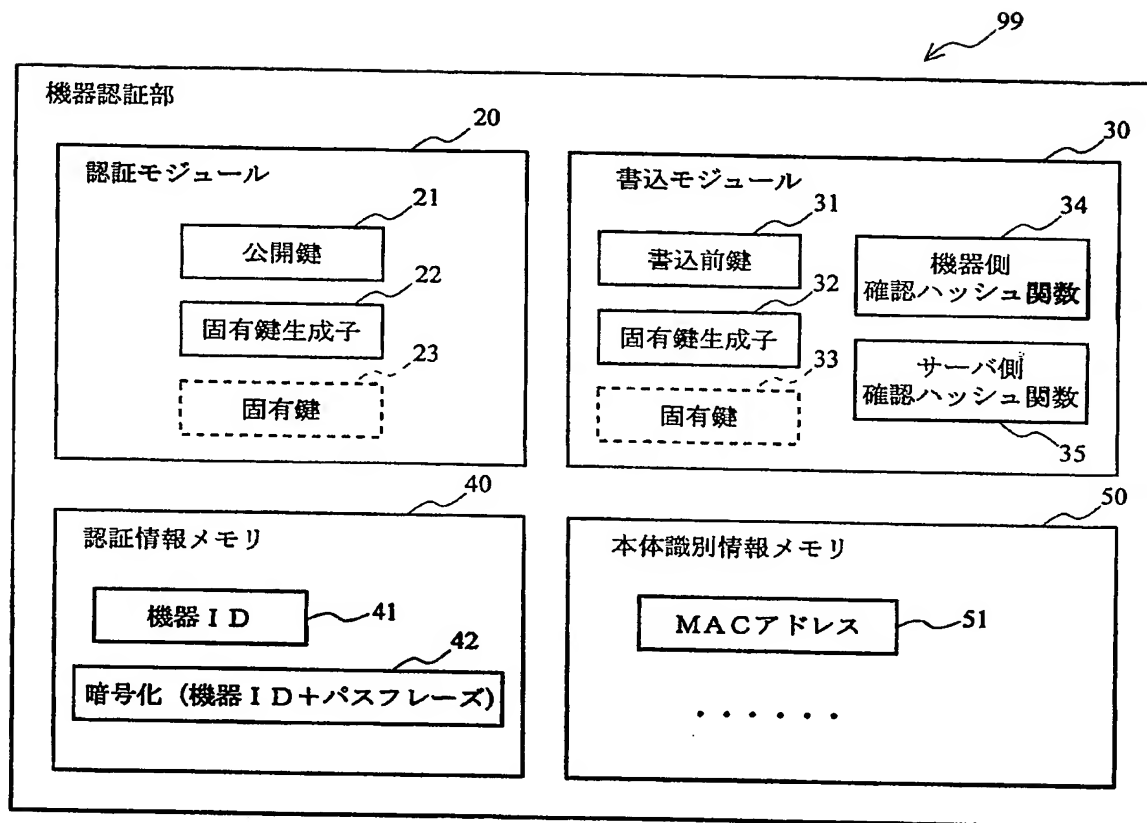 99
機器認証部
20
認証モジュール
21
公開鍵
22
固有鍵生成子
23
固有鍵
30
書込モジュール
31
書込前鍵
32
固有鍵生成子
33
固有鍵
34
機器側
確認ハッシュ関数
サーバ側
確認ハッシュ関数
35
40
認証情報メモリ
機器ID
41
42
暗号化（機器ID＋パスフレーズ）
50
本体識別情報メモリ
MACアドレス
51
・・・・・・